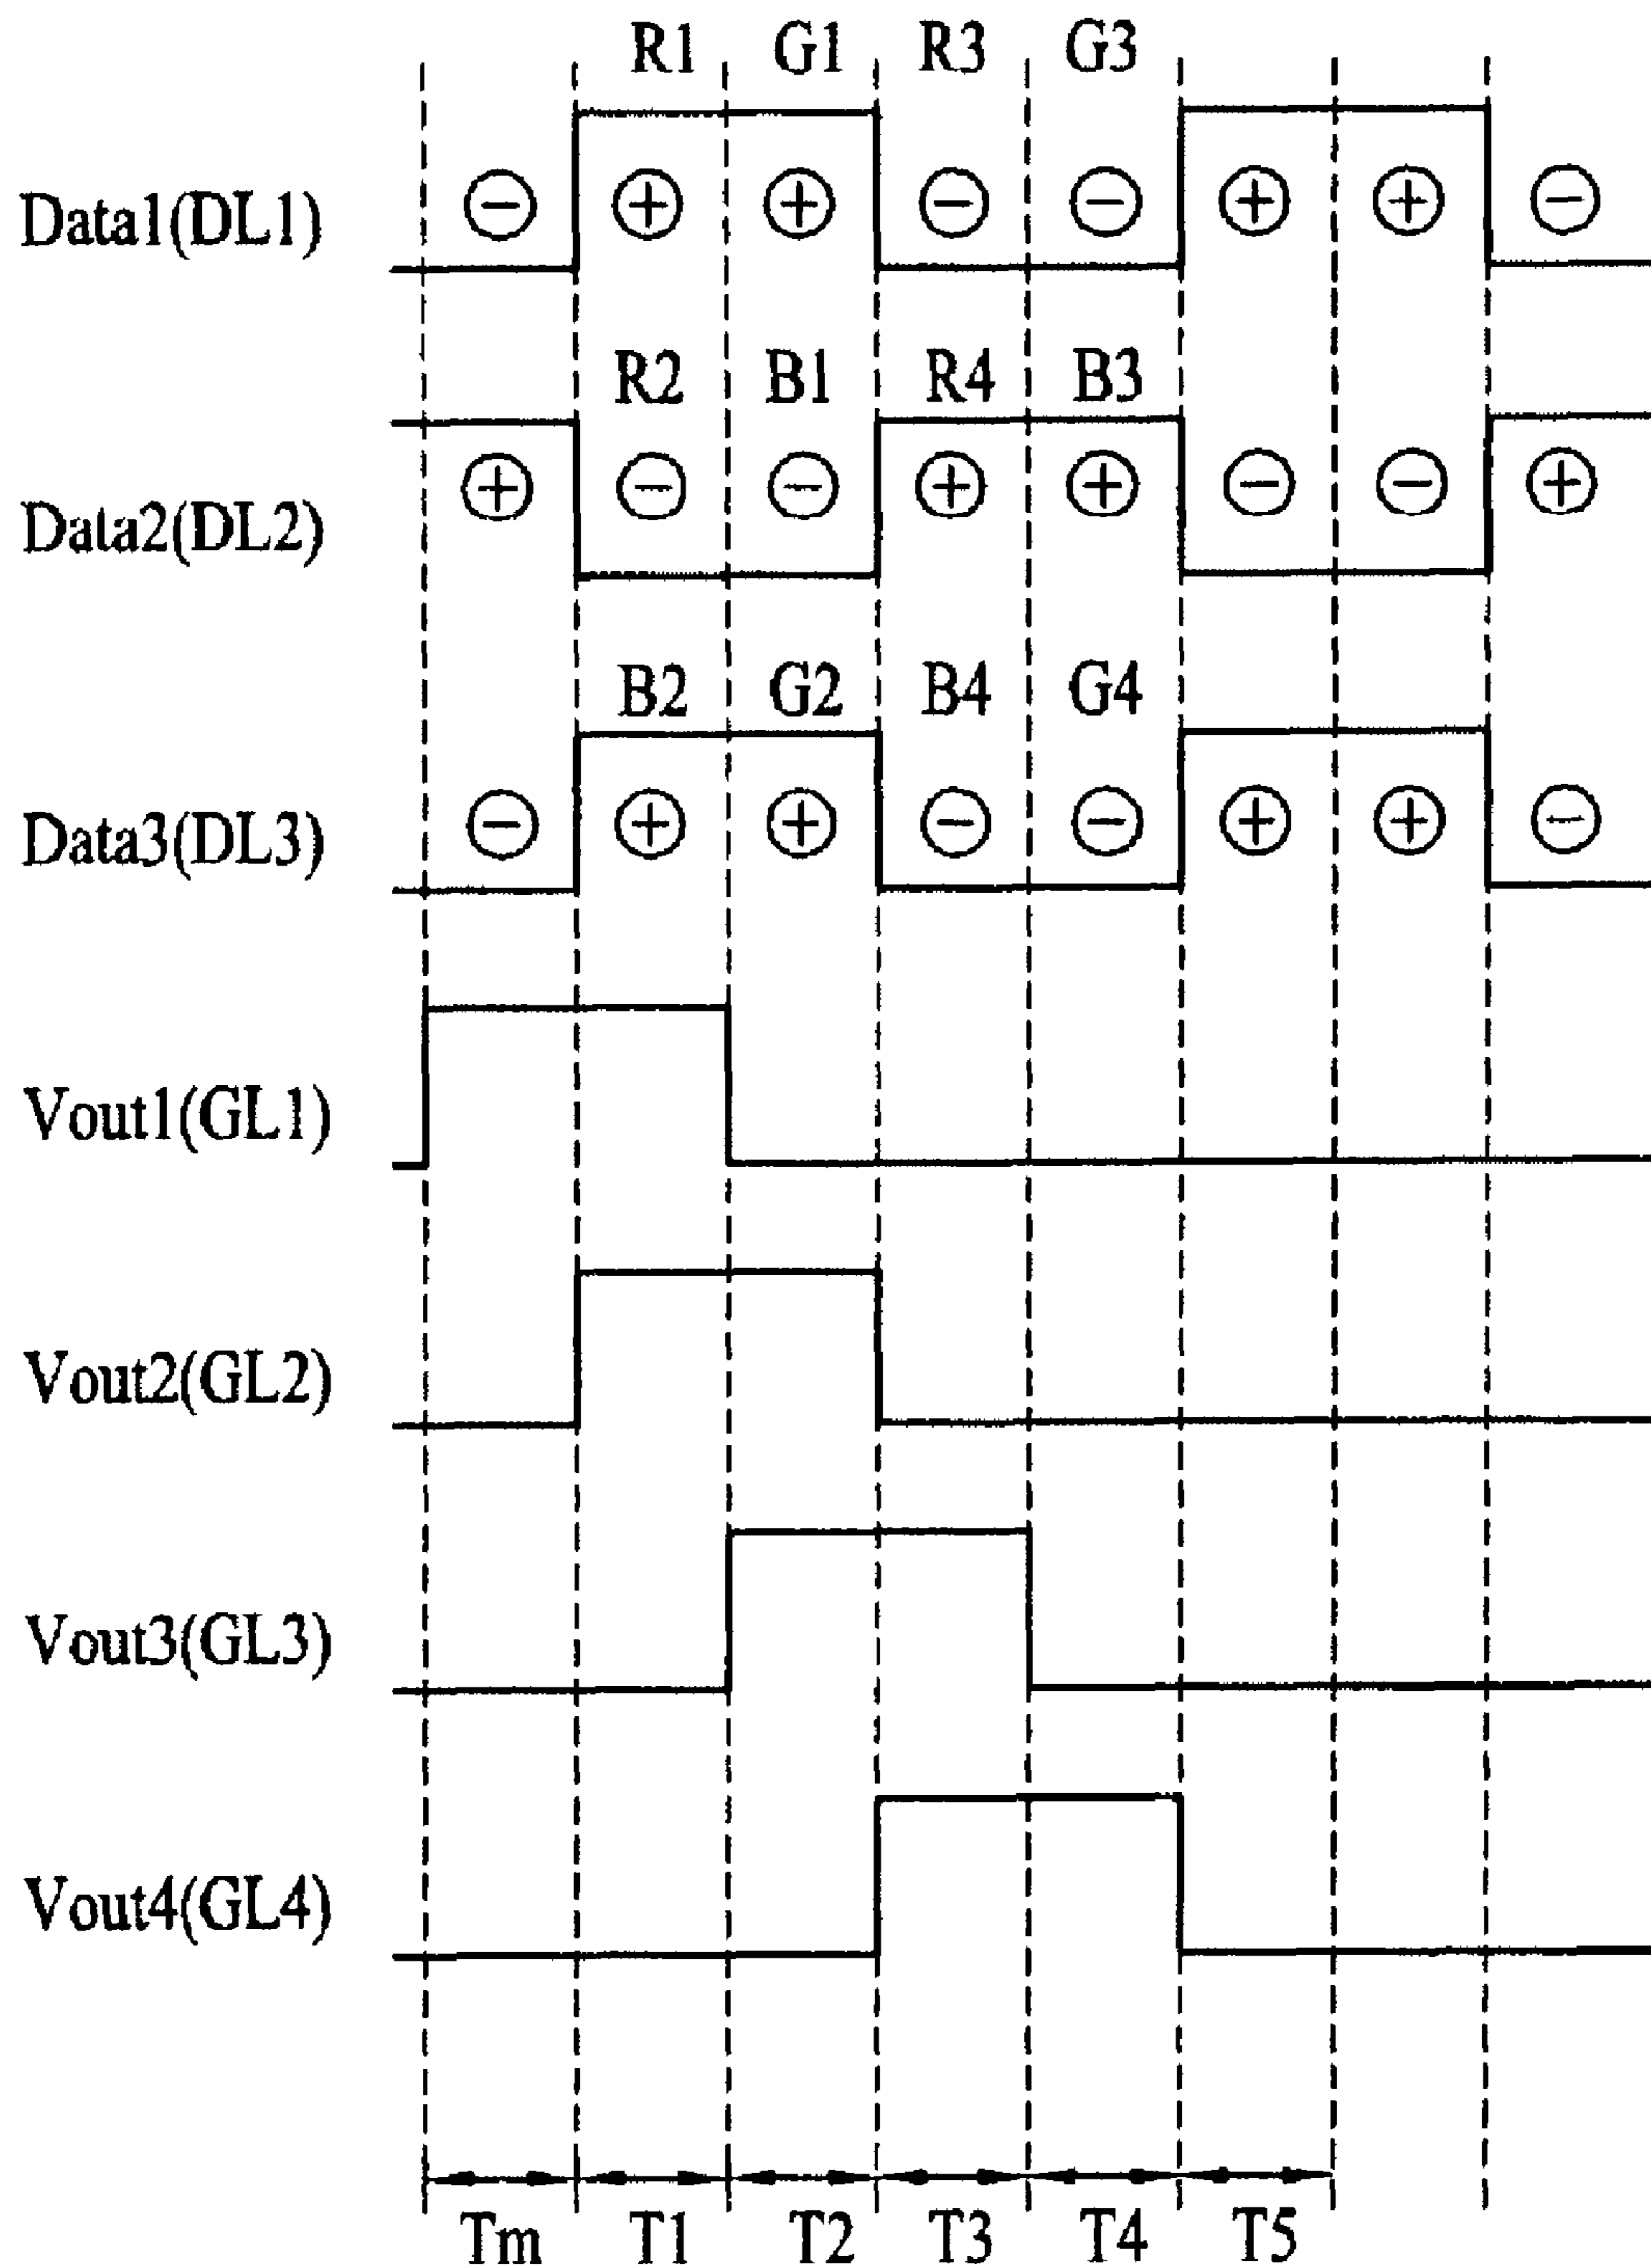 R1 G1 R3 G3
Data1(DL1)
− + + − − + + −
R2 B1 R4 B3
Data2(DL2)
+ − − + + − − +
B2 G2 B4 G4
Data3(DL3)
− + + − − + + −
Vout1(GL1)
Vout2(GL2)
Vout3(GL3)
Vout4(GL4)
Tm T1 T2 T3 T4 T5